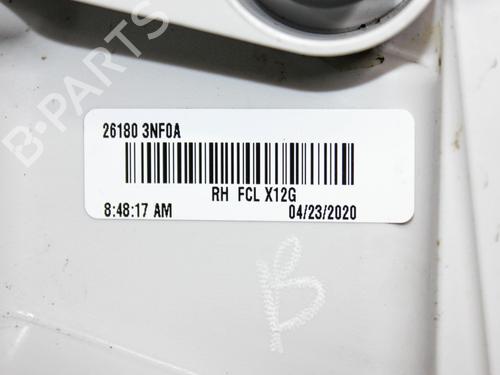 B-PARTS
26180 3NF0A
RH FCL X12G
8:48:17 AM 04/23/2020
B